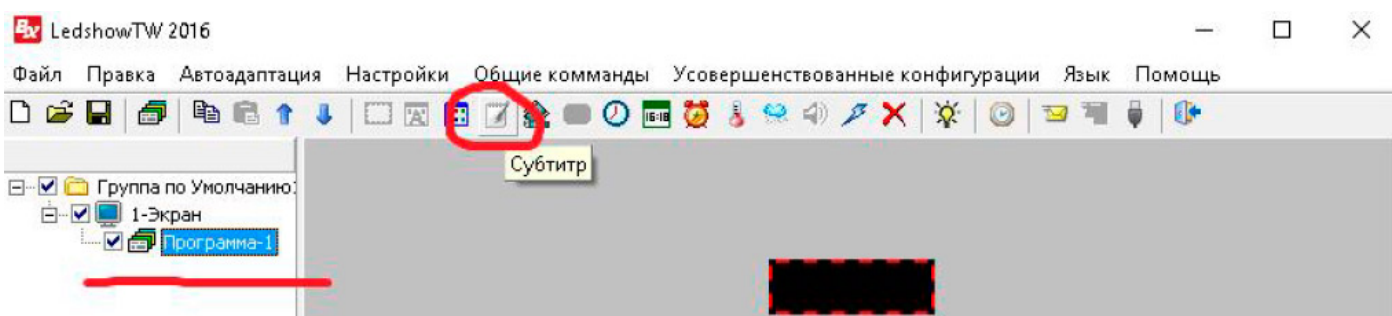 LedshowTW 2016
Файл Правка Автоадаптация Настройки Общие комманды Усовершенствованные конфигурации Язык Помощь
Субтитр
Группа по Умолчанию:
1-Экран
Программа-1